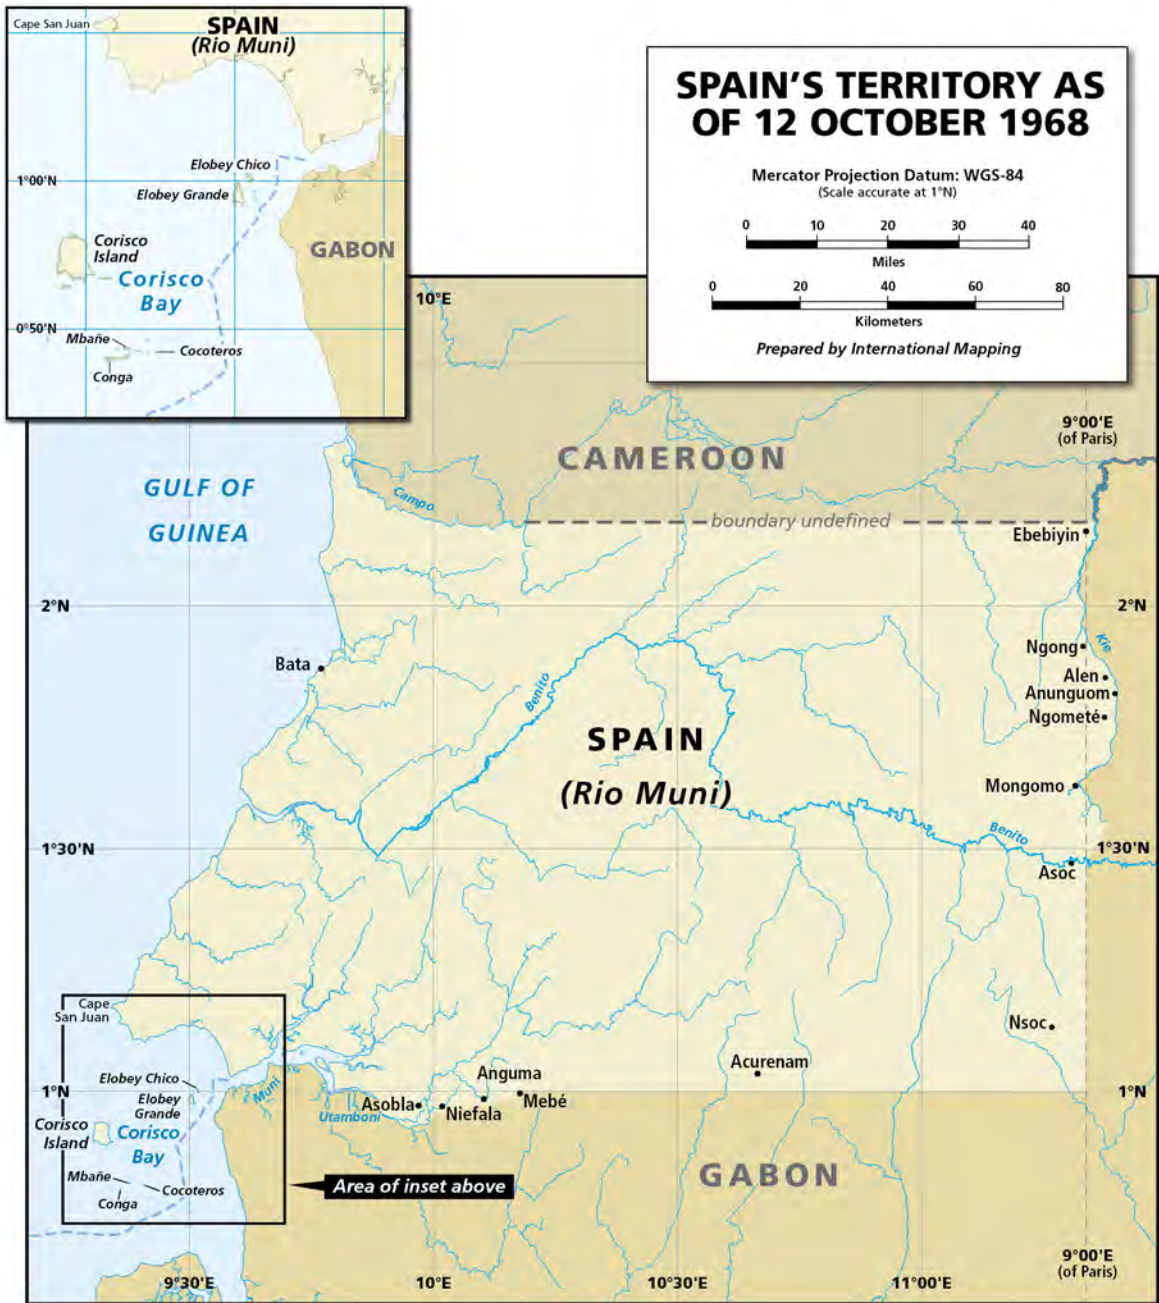 Cape San Juan
SPAIN
(Rio Muni)
Elobey Chico
1°00'N
Elobey Grande
Corisco
Island
GABON
Corisco
Bay
0°50'N
Mbañe
Cocoteros
Conga
SPAIN'S TERRITORY AS
OF 12 OCTOBER 1968
Mercator Projection Datum: WGS-84
(Scale accurate at 1°N)
0 10 20 30 40
Miles
0 20 40 60 80
Kilometers
Prepared by International Mapping
10°E
9°00'E
(of Paris)
CAMEROON
GULF OF
GUINEA
Campo
boundary undefined
Ebebiyin
2°N
2°N
Kie
Ngong
Bata
Alen
Anunguom
Benito
Ngometé
SPAIN
(Rio Muni)
Mongomo
Benito
1°30'N
1°30'N
Asoc
Cape
San Juan
Nsoc
Acurenam
Anguma
Elobey Chico
Muni
1°N
1°N
Elobey
Grande
Asobla
Niefala
Mebé
Utamboni
Corisco
Island
Corisco
Bay
GABON
Mbañe
Cocoteros
Conga
Area of inset above
9°00'E
(of Paris)
9°30'E
10°E
10°30'E
11°00'E